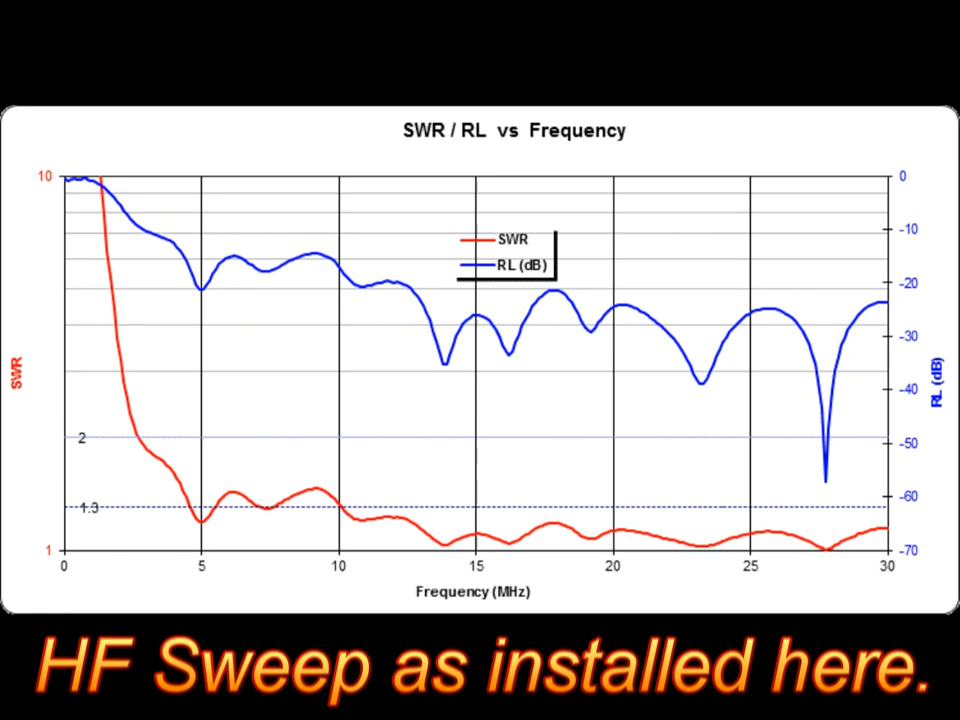 SWR / RL vs Frequency
10
0
-10
SWR
RL (dB)
-20
-30
SWR
RL (dB)
-40
2
-50
-60
1.3
1
-70
0 5 10 15 20 25 30
Frequency (MHz)
HF Sweep as installed here.